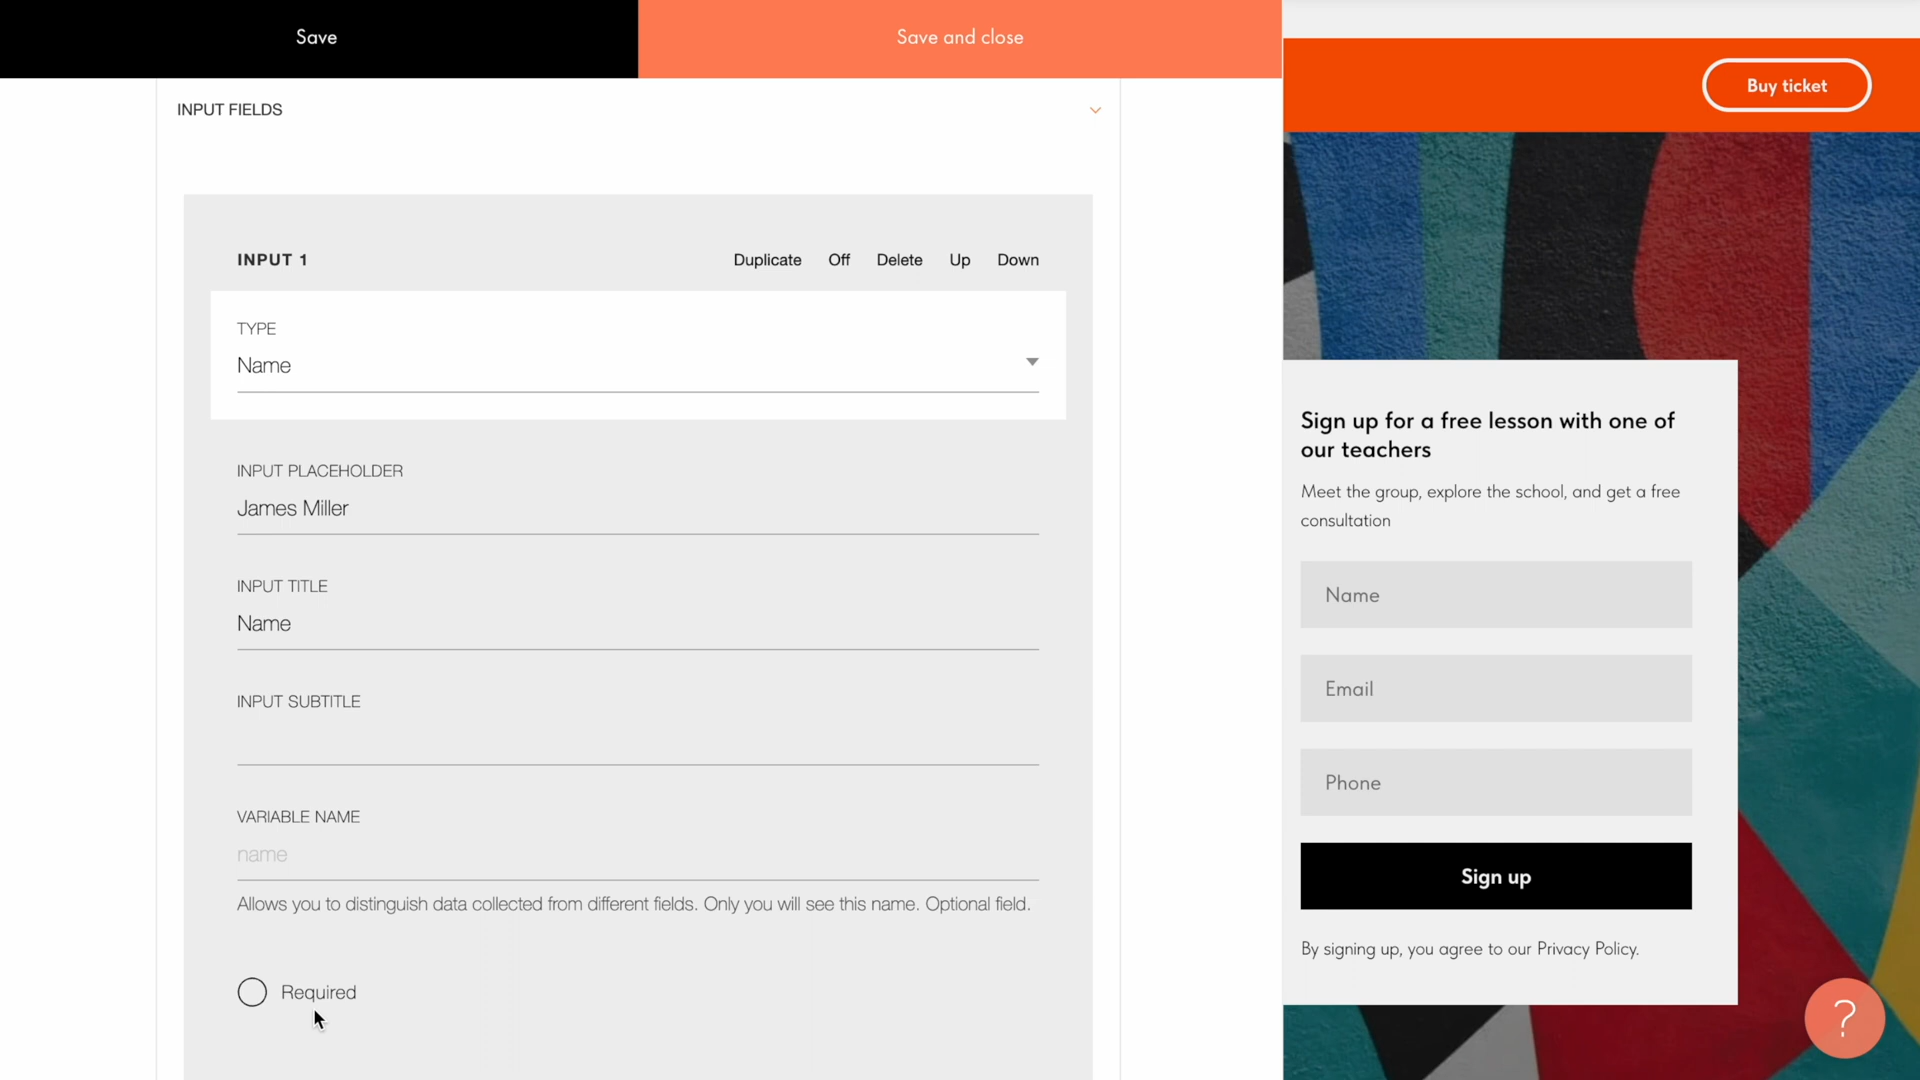 Save
Save and close
INPUT FIELDS
INPUT 1
Duplicate Off Delete Up Down
TYPE
Name
INPUT PLACEHOLDER
James Miller
INPUT TITLE
Name
INPUT SUBTITLE
VARIABLE NAME
name
Allows you to distinguish data collected from different fields. Only you will see this name. Optional field.
Required
Buy ticket
Sign up for a free lesson with one of
our teachers
Meet the group, explore the school, and get a free
consultation
Name
Email
Phone
Sign up
By signing up, you agree to our Privacy Policy.
?